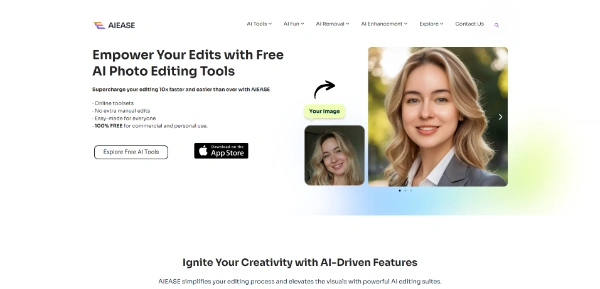 AIEASE
AI Tools
AI Fun
AI Removal
AI Enhancement
Explore
Contact Us
Empower Your Edits with Free
AI Photo Editing Tools
Supercharge your editing 10x faster and easier than over with AIEASE
- Online toolsets
- No extra manual edits
- Easy-made for everyone
- 100% FREE for commercial and personal use.
Explore Free AI Tools
Download on the
App Store
Your Image
Ignite Your Creativity with AI-Driven Features
AIEASE simplifies your editing process and elevates the visuals with powerful AI editing suites.